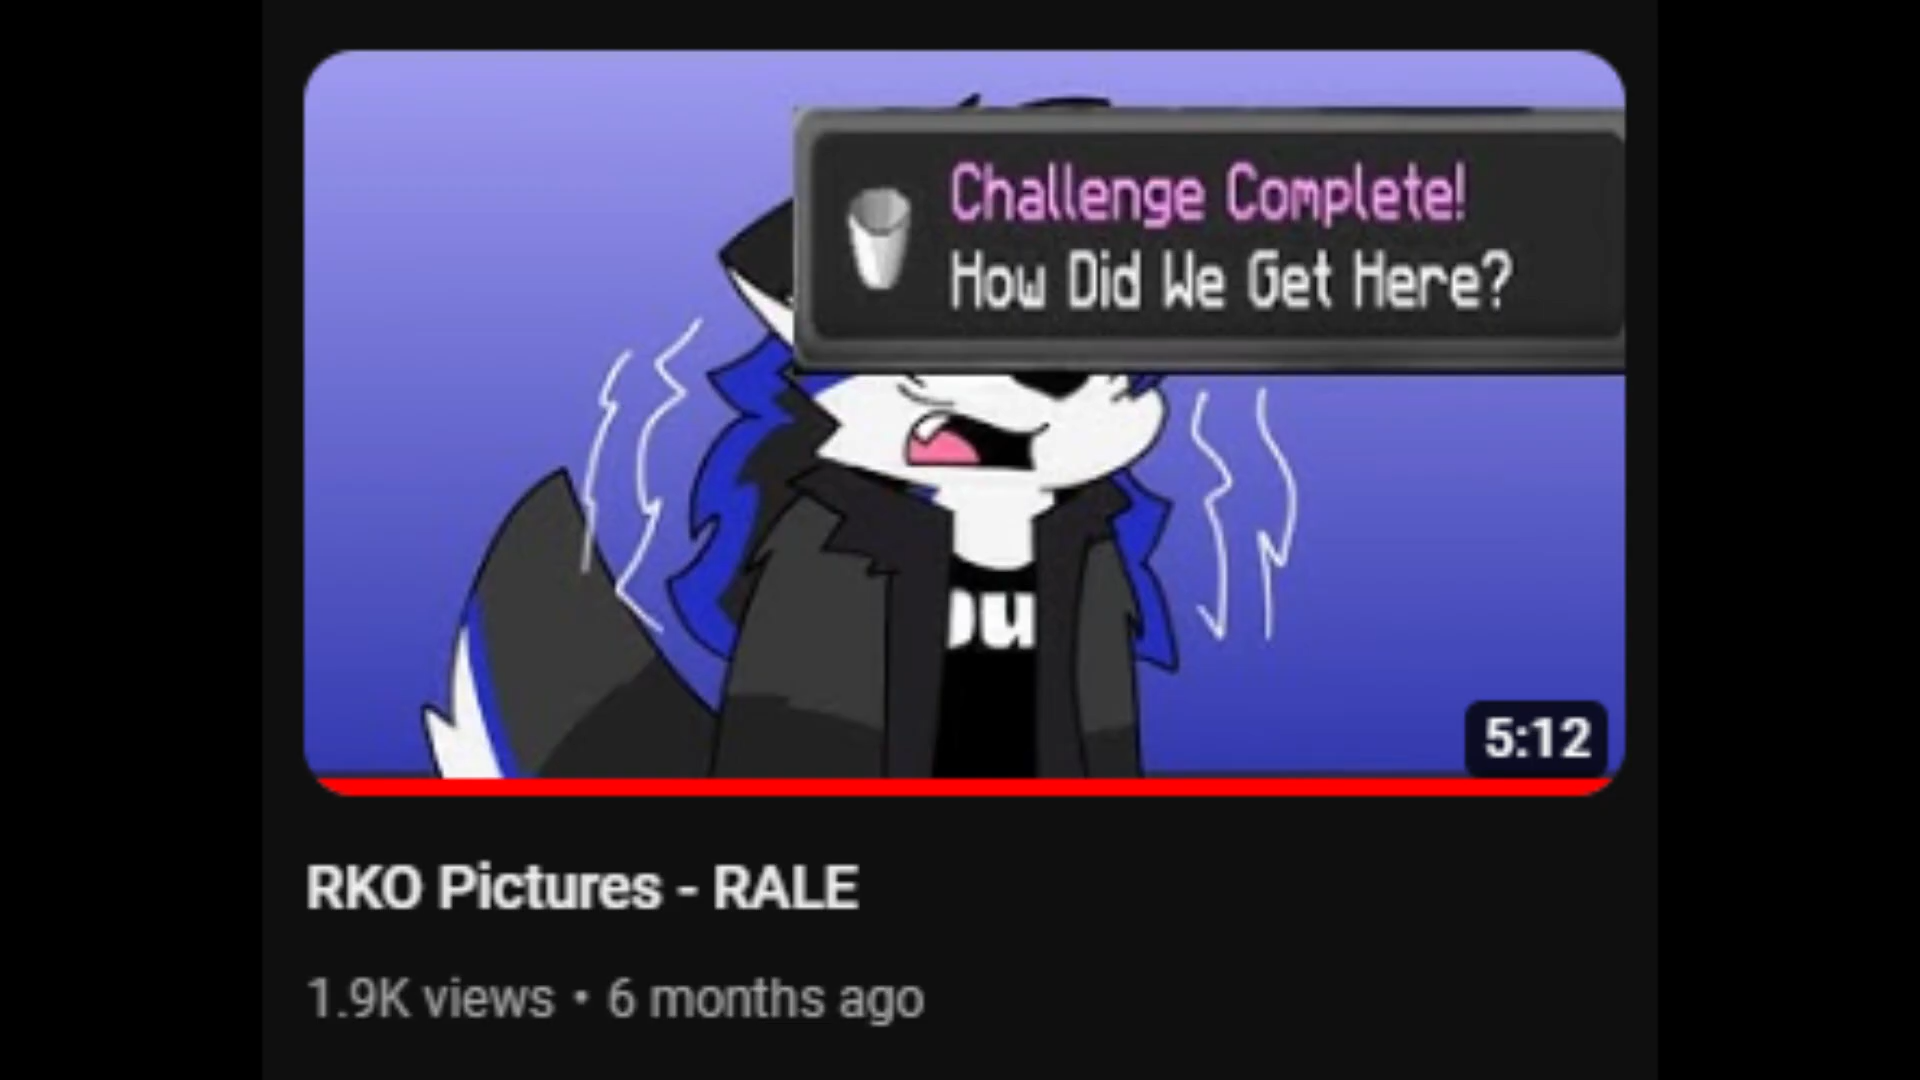 Challenge Complete!
How Did We Get Here?
5:12
RKO Pictures - RALE
1.9K views • 6 months ago